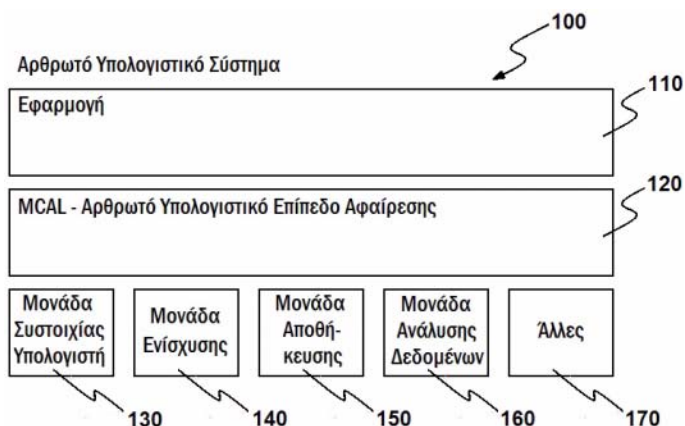 100
Αρθρωτό Υπολογιστικό Σύστημα
110
Εφαρμογή
120
MCAL - Αρθρωτό Υπολογιστικό Επίπεδο Αφαίρεσης
Μονάδα
Συστοιχίας
Υπολογιστή
Μονάδα
Ενίσχυσης
Μονάδα
Αποθή-
κευσης
Μονάδα
Ανάλυσης
Δεδομένων
Άλλες
130
140
150
160
170